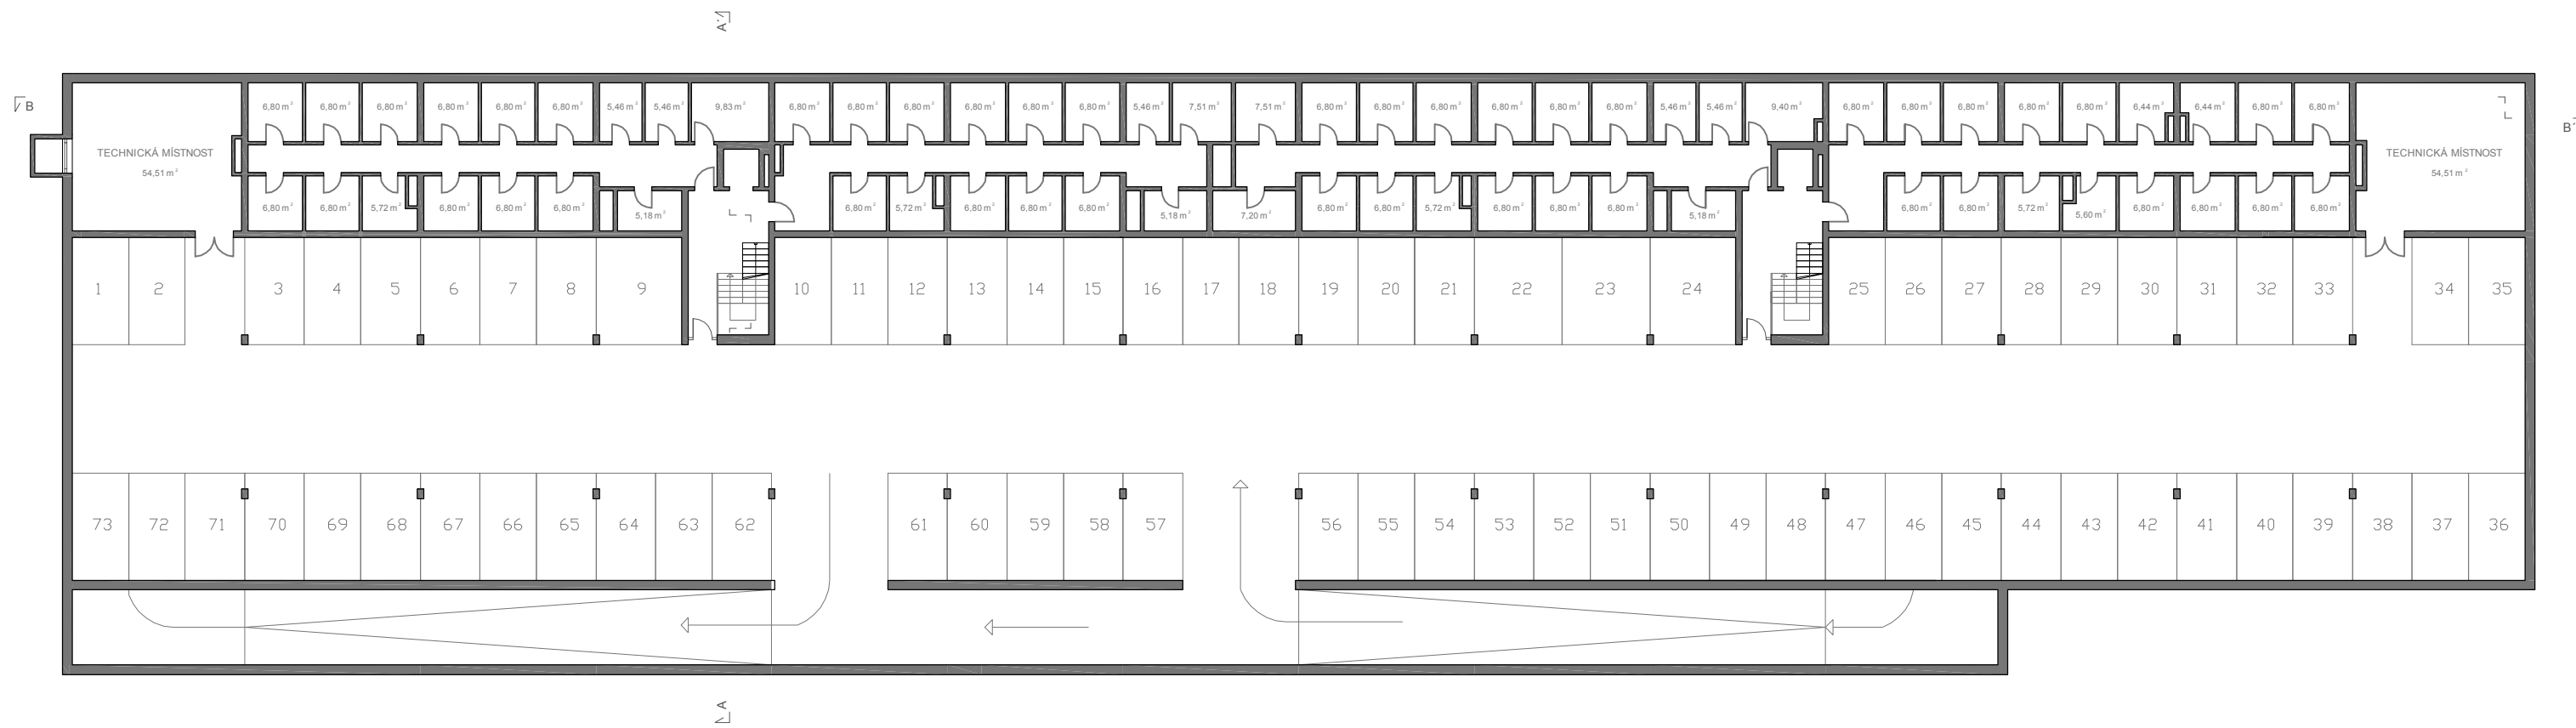 A'
B
6,80 m² 6,80 m² 6,80 m² 6,80 m² 6,80 m² 6,80 m² 5,46 m² 5,46 m² 9,83 m² 6,80 m² 6,80 m² 6,80 m² 6,80 m² 6,80 m² 6,80 m² 5,46 m² 7,51 m² 7,51 m² 6,80 m² 6,80 m² 6,80 m² 6,80 m² 6,80 m² 6,80 m² 5,46 m² 5,46 m² 9,40 m² 6,80 m² 6,80 m² 6,80 m² 6,80 m² 6,80 m² 6,44 m² 6,44 m² 6,80 m² 6,80 m²
B'
TECHNICKÁ MÍSTNOST
54,51 m²
TECHNICKÁ MÍSTNOST
54,51 m²
6,80 m² 6,80 m² 5,72 m² 6,80 m² 6,80 m² 6,80 m² 5,18 m² 6,80 m² 5,72 m² 6,80 m² 6,80 m² 6,80 m² 5,18 m² 7,20 m² 6,80 m² 6,80 m² 5,72 m² 6,80 m² 6,80 m² 6,80 m² 5,18 m² 6,80 m² 6,80 m² 5,72 m² 5,60 m² 6,80 m² 6,80 m² 6,80 m² 6,80 m²
1 2 3 4 5 6 7 8 9 10 11 12 13 14 15 16 17 18 19 20 21 22 23 24 25 26 27 28 29 30 31 32 33 34 35
73 72 71 70 69 68 67 66 65 64 63 62 61 60 59 58 57 56 55 54 53 52 51 50 49 48 47 46 45 44 43 42 41 40 39 38 37 36
A